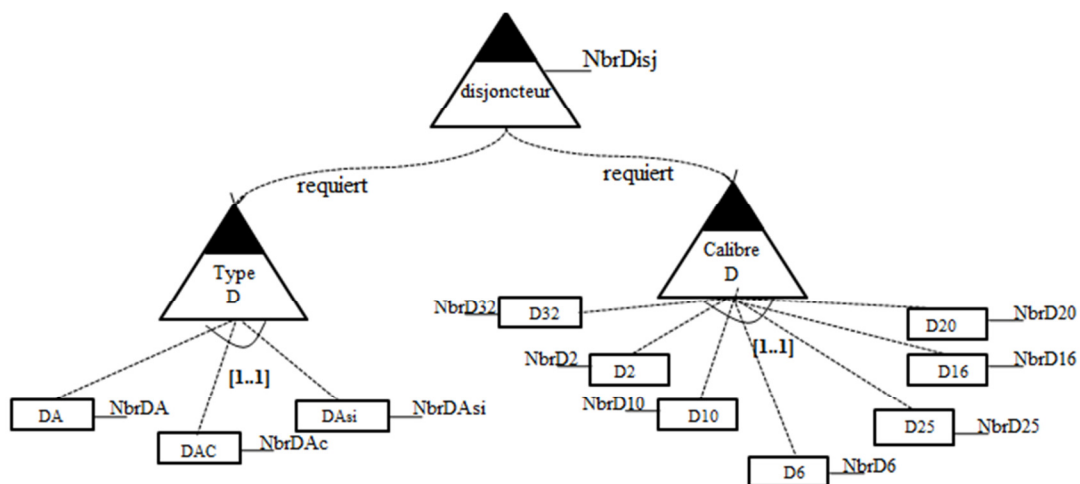 NbrDisj
disjoncteur
requiert
requiert
Type
D
Calibre
D
NbrD32
D32
D20
NbrD20
[1..1]
NbrD2
D2
D16
NbrD16
[1..1]
DA
NbrDA
DAsi
NbrDAsi
NbrD10
D10
D25
NbrD25
DAC
NbrDAc
D6
NbrD6